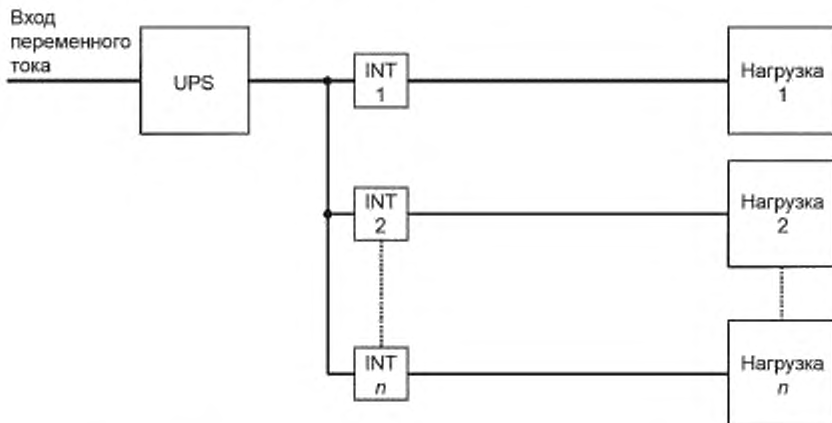 Вход
переменного
тока
UPS
INT
1
Нагрузка
1
INT
2
Нагрузка
2
INT
n
Нагрузка
n